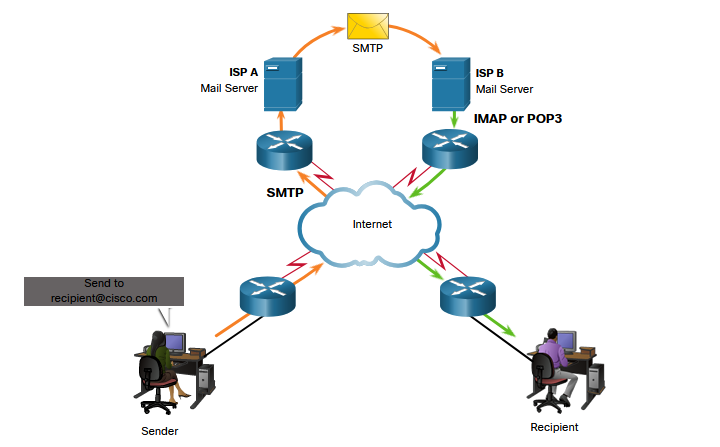 SMTP
ISP A
Mail Server
ISP B
Mail Server
IMAP or POP3
SMTP
Internet
Send to
recipient@cisco.com
Sender
Recipient